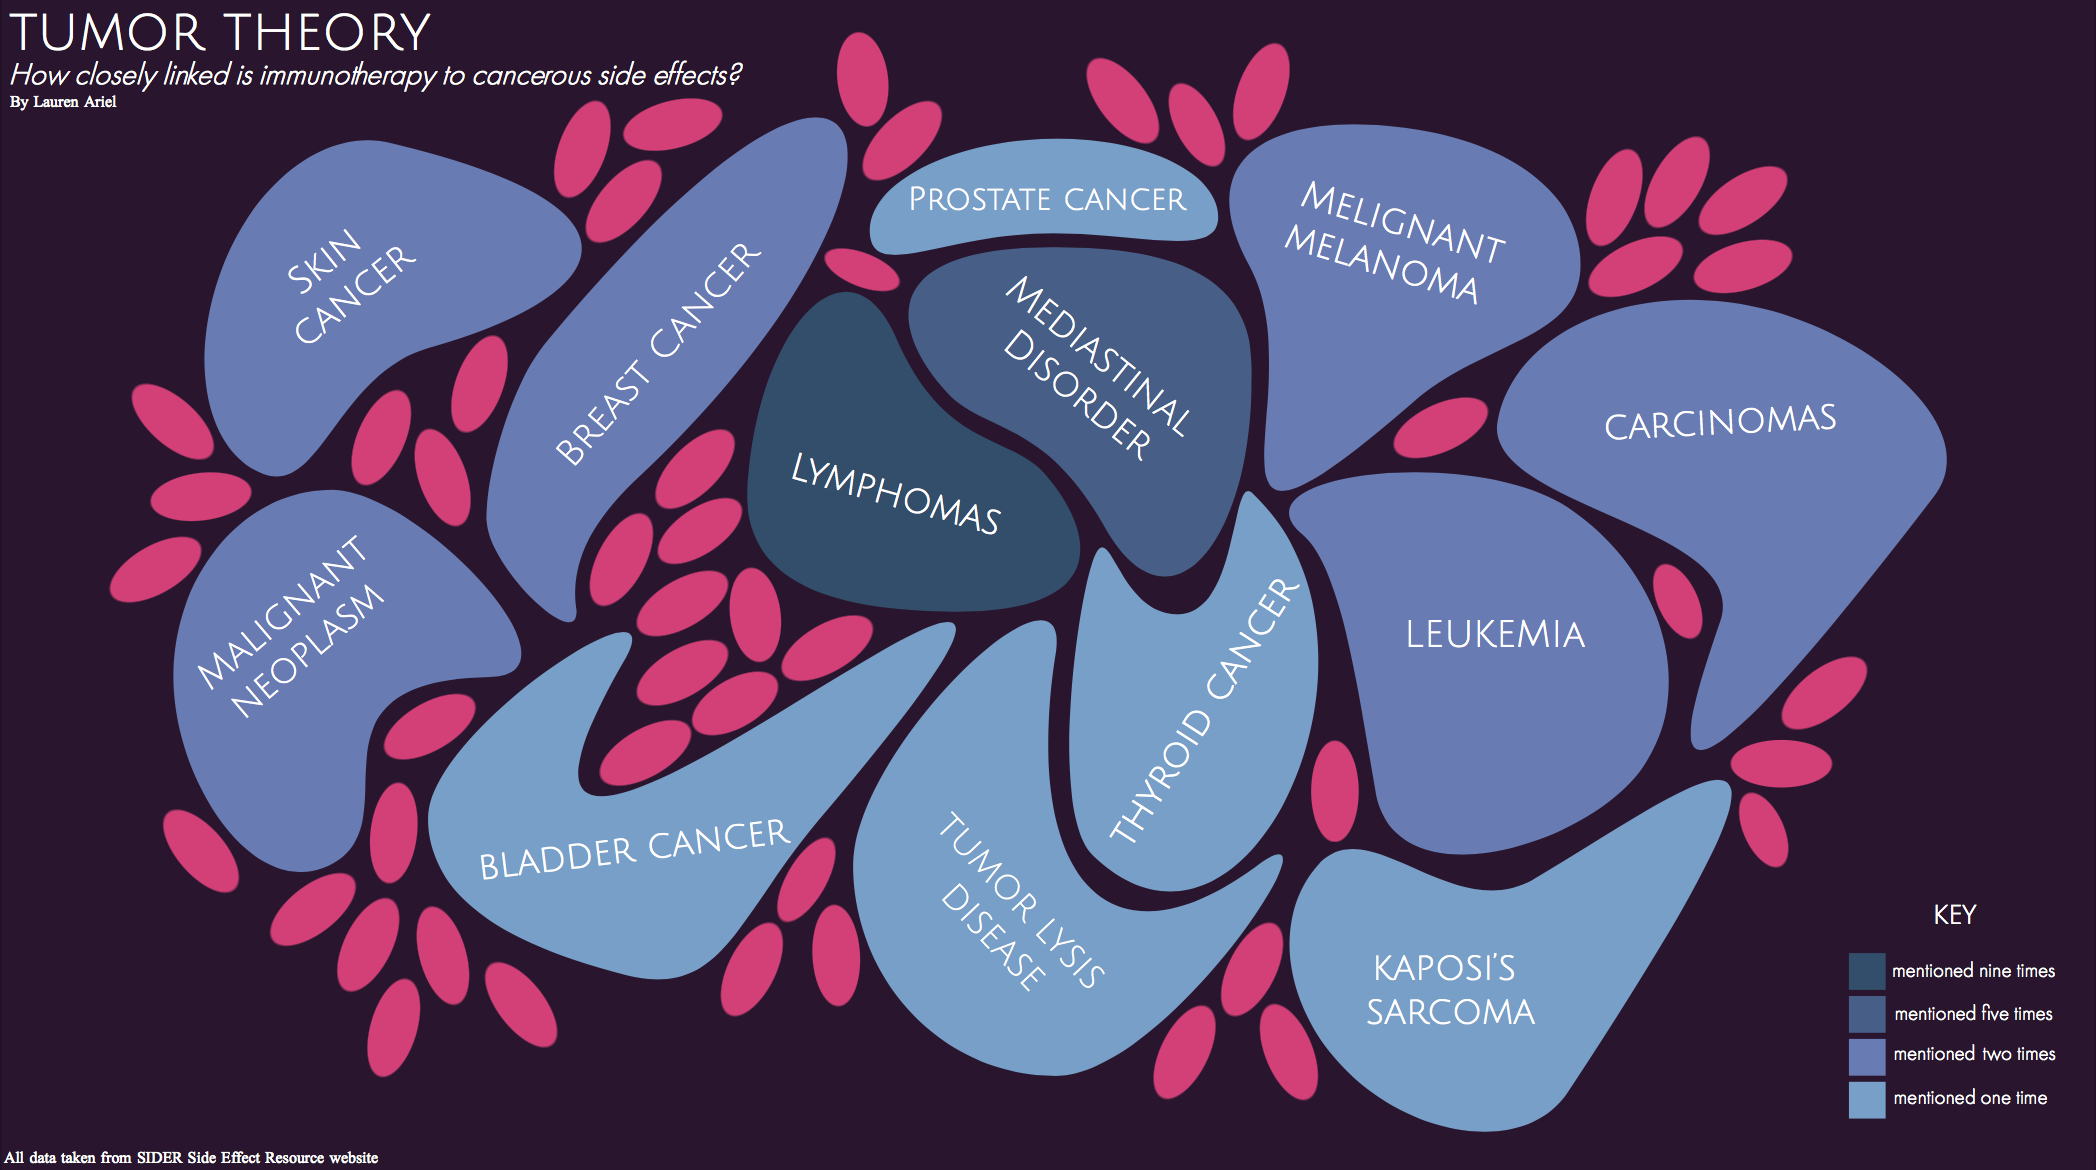 TUMOR THEORY
How closely linked is immunotherapy to cancerous side effects?
By Lauren Ariel
SKIN
CANCER
BREAST CANCER
PROSTATE CANCER
MELIGNANT
MELANOMA
MEDIASTINAL
DISORDER
LYMPHOMAS
CARCINOMAS
MALIGNANT
NEOPLASM
LEUKEMIA
THYROID CANCER
BLADDER CANCER
TUMOR LYSIS
DISEASE
KAPOSI'S
SARCOMA
KEY
mentioned nine times
mentioned five times
mentioned two times
mentioned one time
All data taken from SIDER Side Effect Resource website